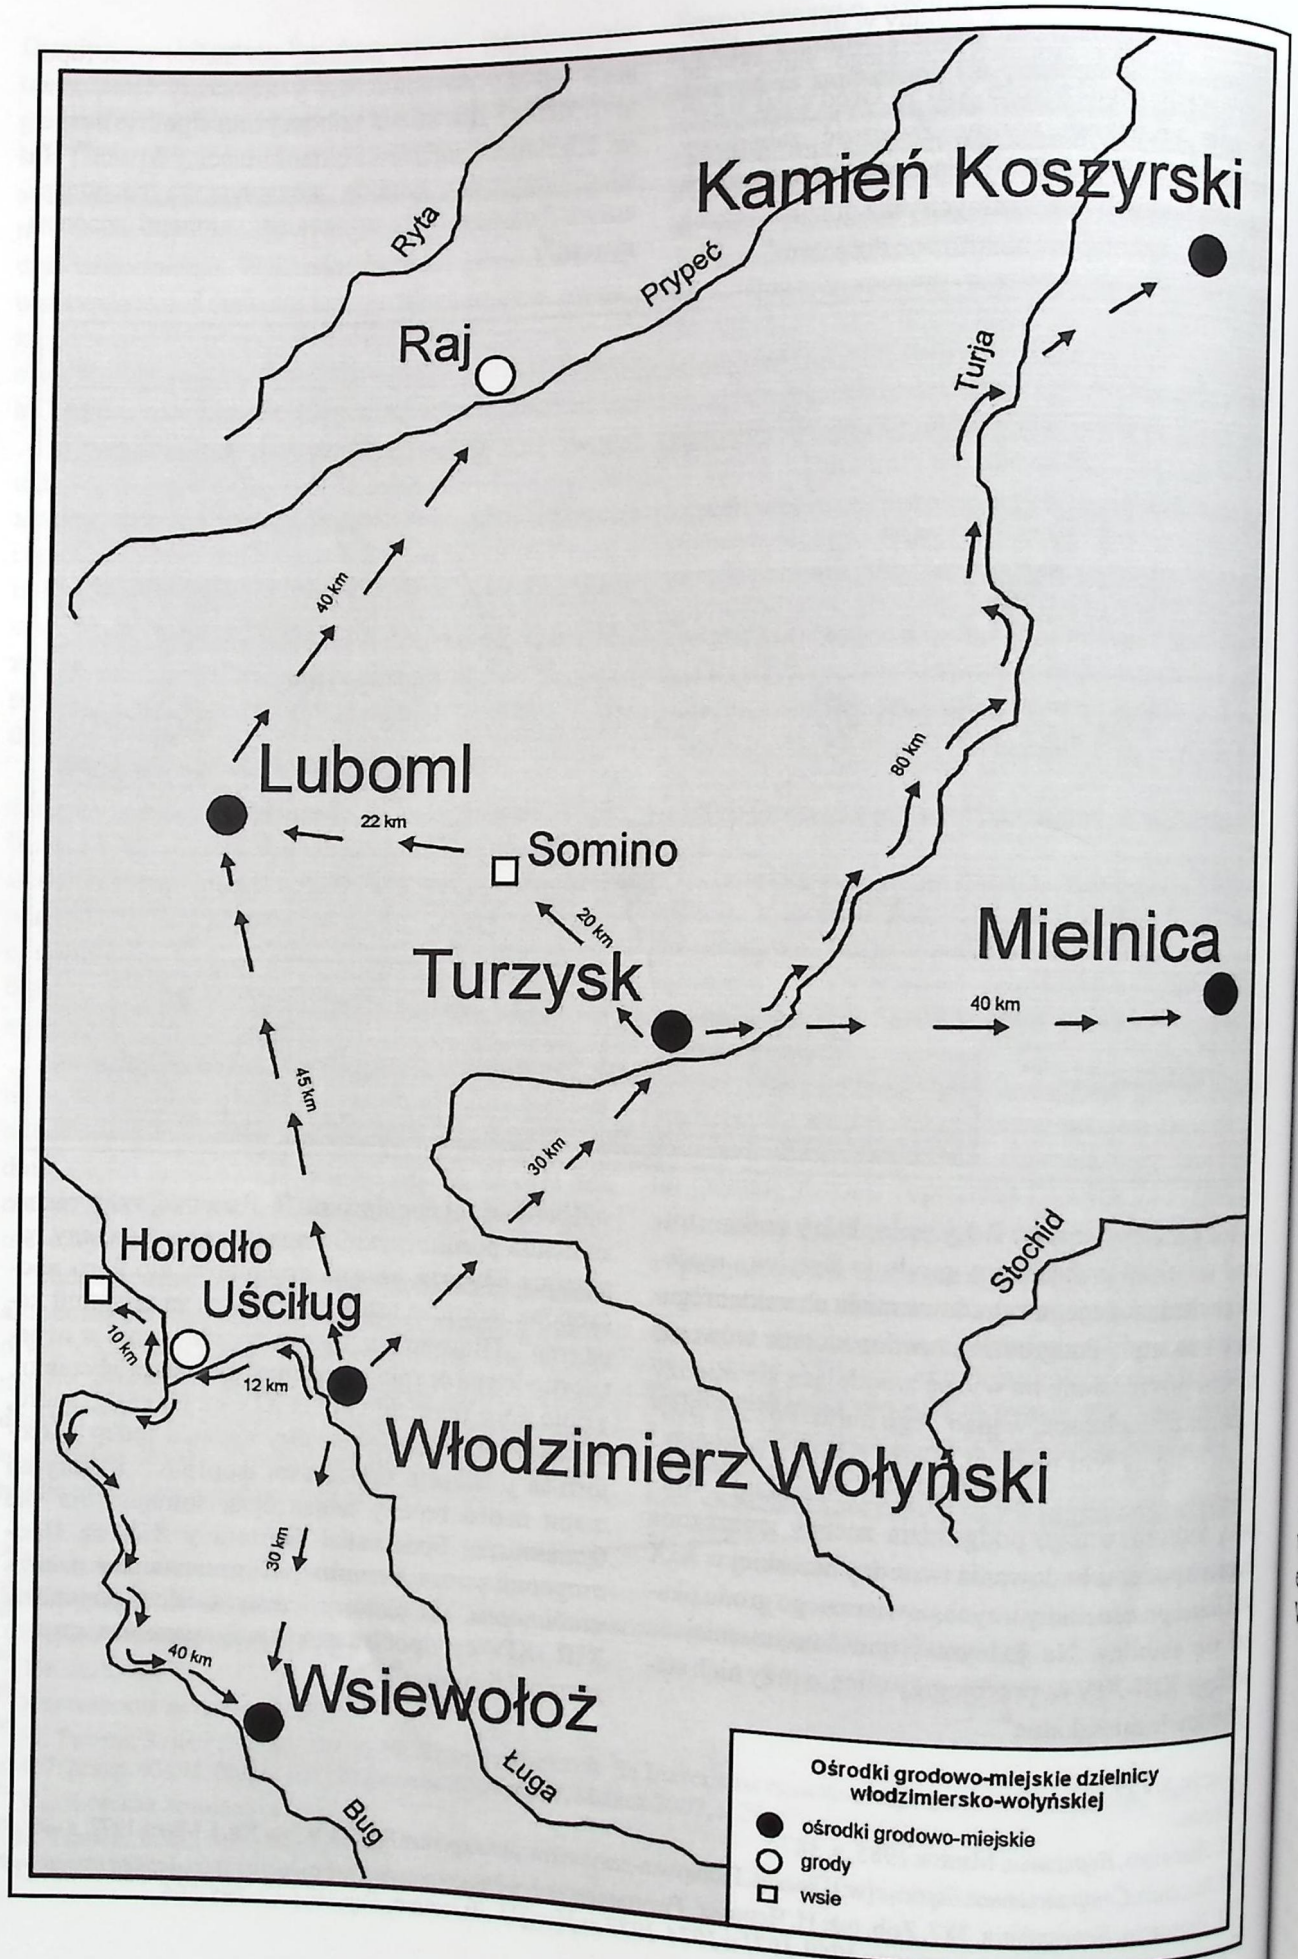 Kamień Koszyrski
Ryta
Prypeć
Raj
Turja
40 km
Luboml
80 km
22 km
Somino
20 km
Mielnica
Turzysk
40 km
45 km
30 km
Stochid
Horodło
Uściług
10 km
12 km
Włodzimierz Wołyński
30 km
40 km
Wsiewołoż
Ługa
Bug
Ośrodki grodowo-miejskie dzielnicy
włodzimiersko-wołyńskiej
ośrodki grodowo-miejskie
grody
wsie